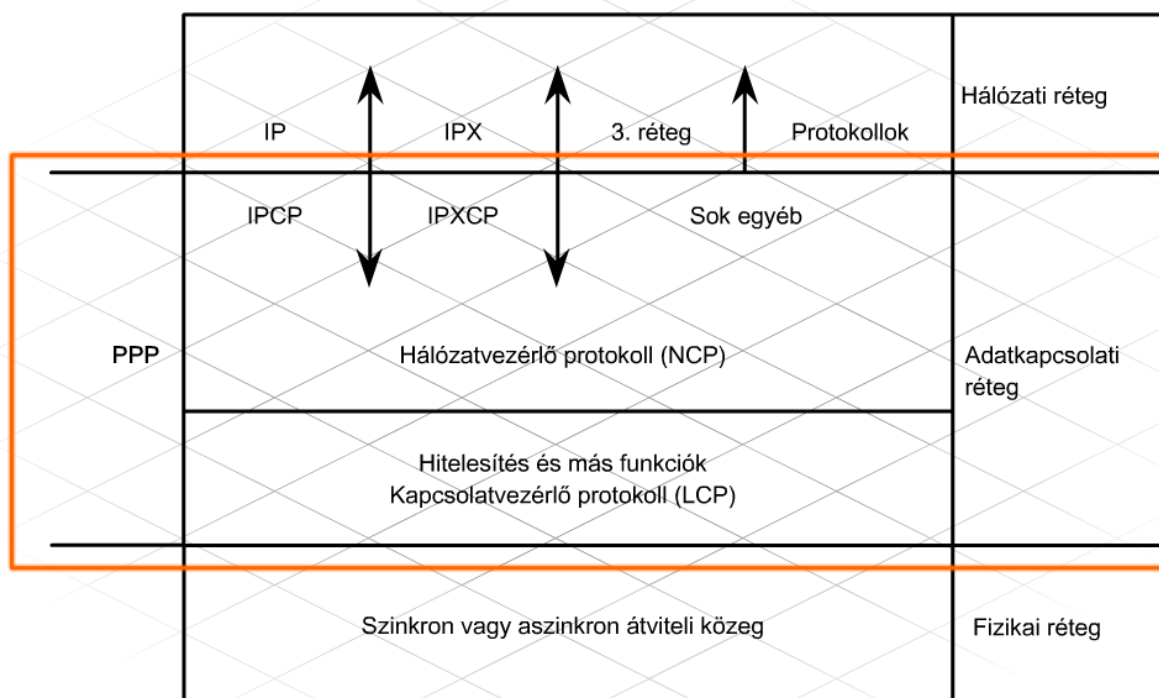 Hálózati réteg
IP IPX 3. réteg Protokollok
IPCP IPXCP Sok egyéb
PPP Hálózatvezérlő protokoll (NCP) Adatkapcsolati
réteg
Hitelesítés és más funkciók
Kapcsolatvezérlő protokoll (LCP)
Szinkron vagy aszinkron átviteli közeg Fizikai réteg